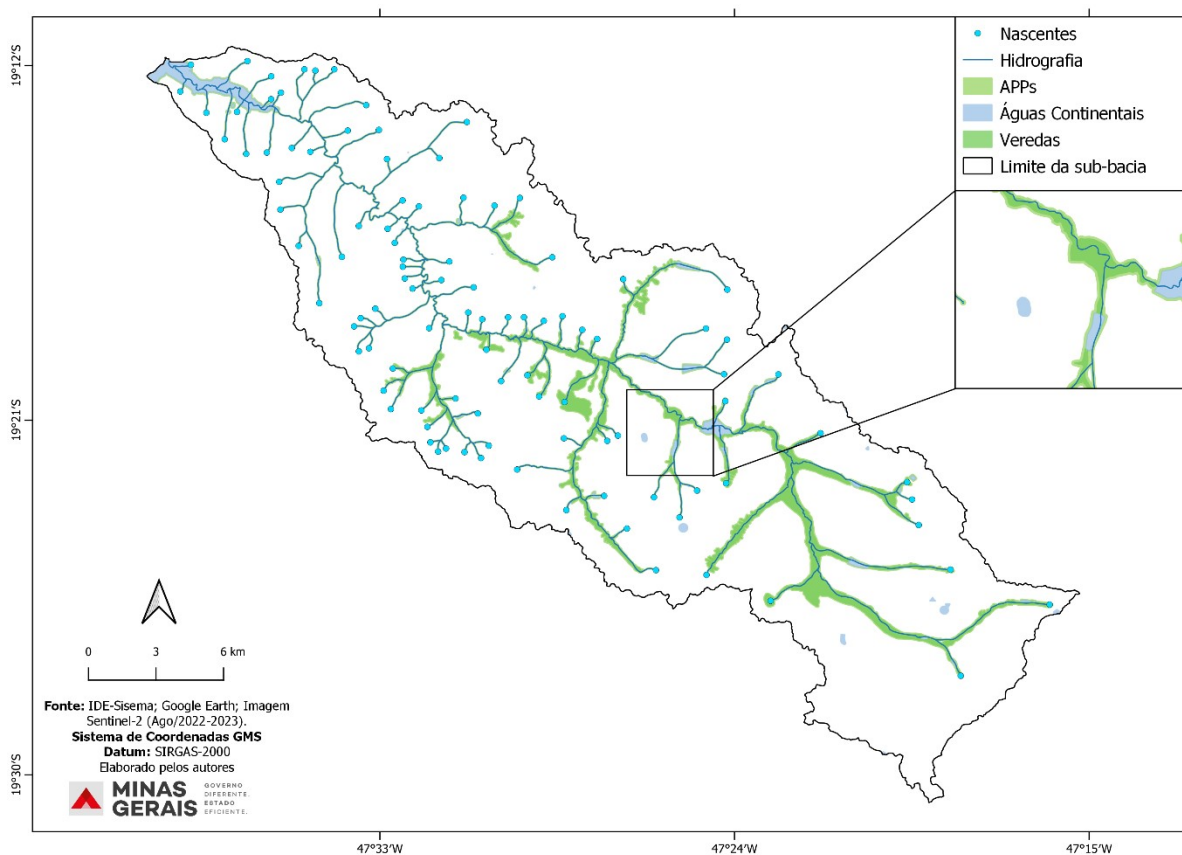 Nascentes
Hidrografia
APPs
Águas Continentais
Veredas
Limite da sub-bacia
19°12'S
19°21'S
19°30'S
0 3 6 km
Fonte: IDE-Sisema; Google Earth; Imagem
Sentinel-2 (Ago/2022-2023).
Sistema de Coordenadas GMS
Datum: SIRGAS-2000
Elaborado pelos autores
MINAS
GERAIS
GOVERNO
DIFERENTE.
ESTADO
EFICIENTE.
47°33'W 47°24'W 47°15'W